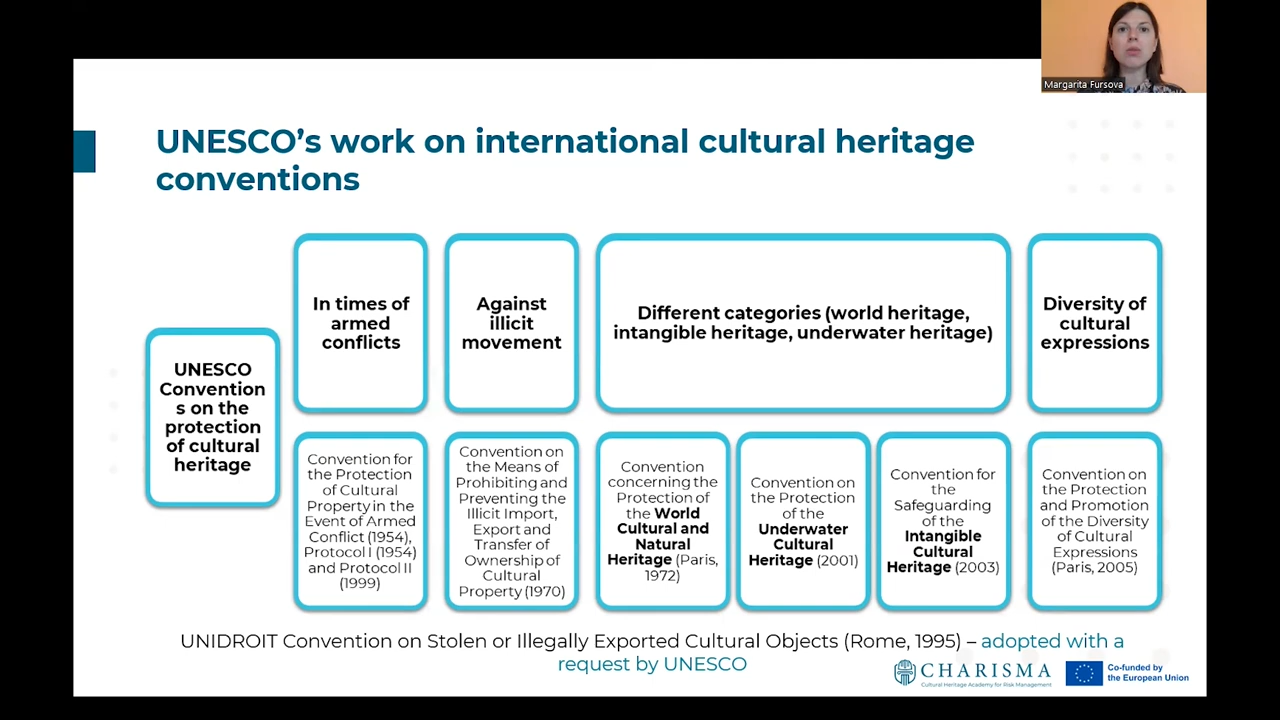 Margarita Fursova
UNESCO’s work on international cultural heritage
conventions
UNESCO
Convention
s on the
protection
of cultural
heritage
In times of
armed
conflicts
Against
illicit
movement
Different categories (world heritage,
intangible heritage, underwater heritage)
Diversity of
cultural
expressions
Convention for
the Protection
of Cultural
Property in the
Event of Armed
Conflict (1954),
Protocol I (1954)
and Protocol II
(1999)
Convention on
the Means of
Prohibiting and
Preventing the
Illicit Import,
Export and
Transfer of
Ownership of
Cultural
Property (1970)
Convention
concerning the
Protection of
the World
Cultural and
Natural
Heritage (Paris,
1972)
Convention on
the Protection
of the
Underwater
Cultural
Heritage (2001)
Convention for
the
Safeguarding
of the
Intangible
Cultural
Heritage (2003)
Convention on
the Protection
and Promotion
of the Diversity
of Cultural
Expressions
(Paris, 2005)
UNIDROIT Convention on Stolen or Illegally Exported Cultural Objects (Rome, 1995) – adopted with a
request by UNESCO
CHARISMA
Cultural Heritage Academy for Risk Management
Co-funded by
the European Union